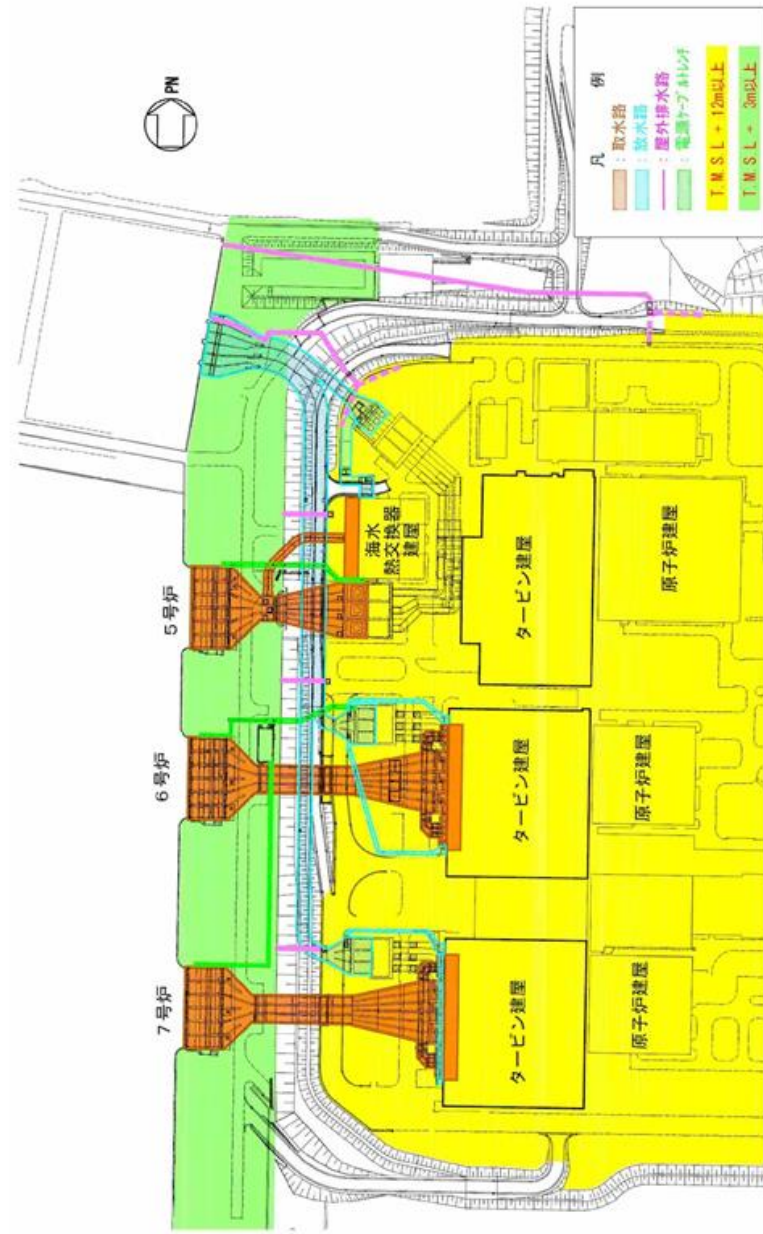 PN
5号炉
6号炉
7号炉
海水
熱交換器
建屋
タービン建屋
タービン建屋
タービン建屋
原子炉建屋
原子炉建屋
原子炉建屋
凡 例
：取水路
：放水路
：屋外排水路
：電源ケーブルトレンチ
T.M.S.L.+ 12m以上
T.M.S.L.+ 3m以上